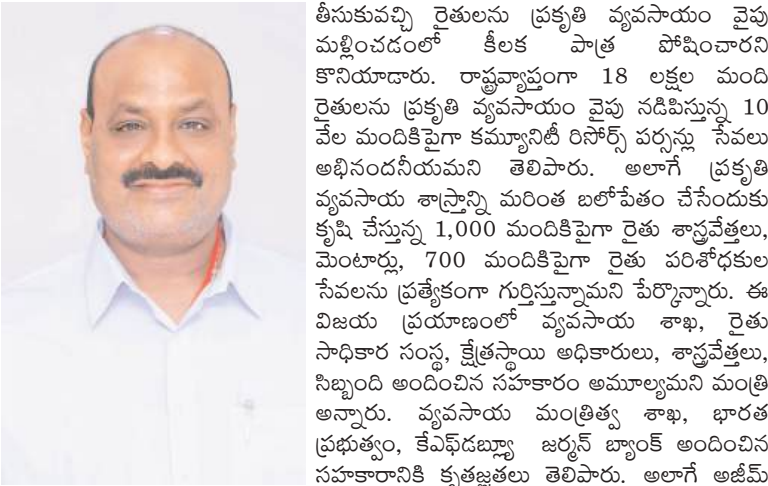 తీసుకువచ్చి రైతులను ప్రకృతి వ్యవసాయం వైపు
మళ్లించడంలో కీలక పాత్ర పోషించారని
కొనియాడారు. రాష్ట్రవ్యాప్తంగా 18 లక్షల మంది
రైతులను ప్రకృతి వ్యవసాయం వైపు నడిపిస్తున్న 10
వేల మందికిపైగా కమ్యూనిటీ రిసోర్స్ పర్సన్లు సేవలు
అభినందనీయమని తెలిపారు. అలాగే ప్రకృతి
వ్యవసాయ శాస్త్రాన్ని మరింత బలోపేతం చేసేందుకు
కృషి చేస్తున్న 1,000 మందికిపైగా రైతు శాస్త్రవేత్తలు,
మెంటార్లు, 700 మందికిపైగా రైతు పరిశోధకుల
సేవలను ప్రత్యేకంగా గుర్తిస్తున్నామని పేర్కొన్నారు. ఈ
విజయ ప్రయాణంలో వ్యవసాయ శాఖ, రైతు
సాధికార సంస్థ, క్షేత్రస్థాయి అధికారులు, శాస్త్రవేత్తలు,
సిబ్బంది అందించిన సహకారం అమూల్యమని మంత్రి
అన్నారు. వ్యవసాయ మంత్రిత్వ శాఖ, భారత
ప్రభుత్వం, కేఎఫ్‌డబ్ల్యూ జర్మన్ బ్యాంక్ అందించిన
సహకారానికి కృతజ్ఞతలు తెలిపారు. అలాగే అజీమ్